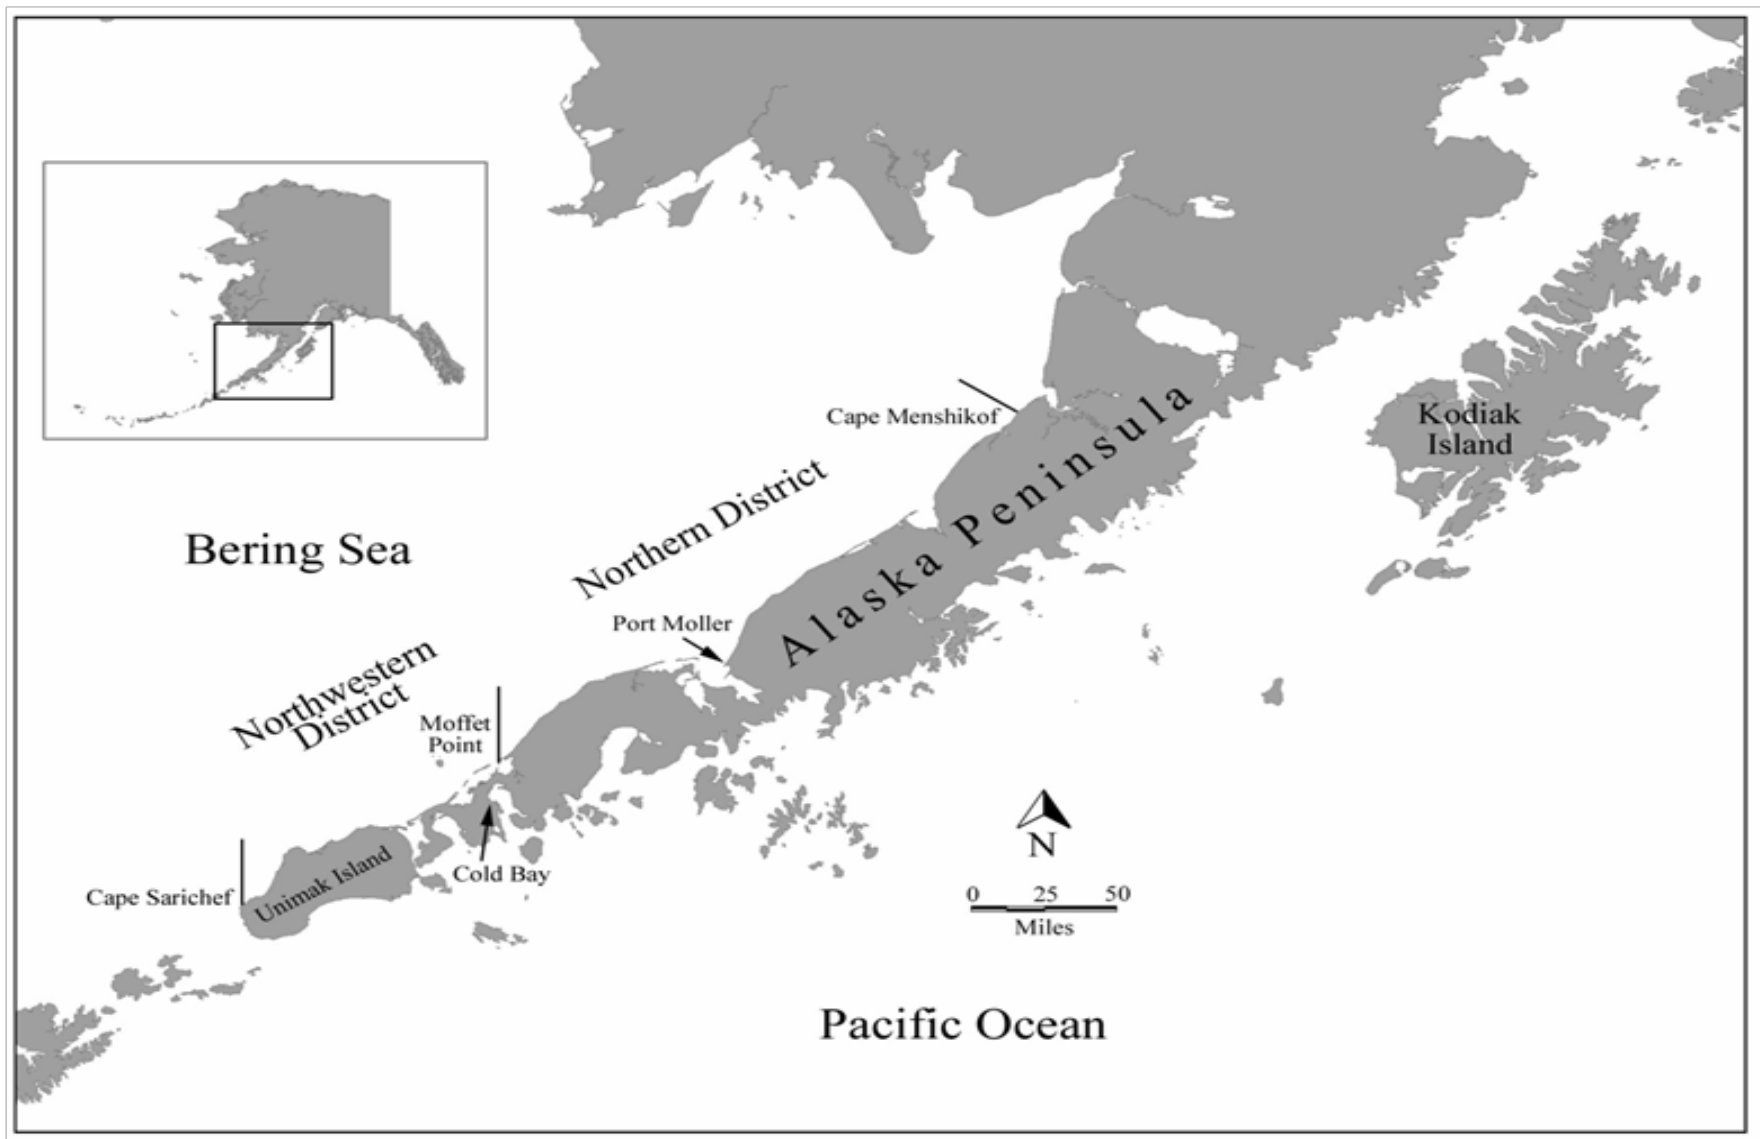 Cape Menshikof
Kodiak
Island
Alaska Peninsula
Northern District
Bering Sea
Port Moller
Northwestern
District
Moffet
Point
Cold Bay
Unimak Island
Cape Sarichef
N
0 25 50
Miles
Pacific Ocean